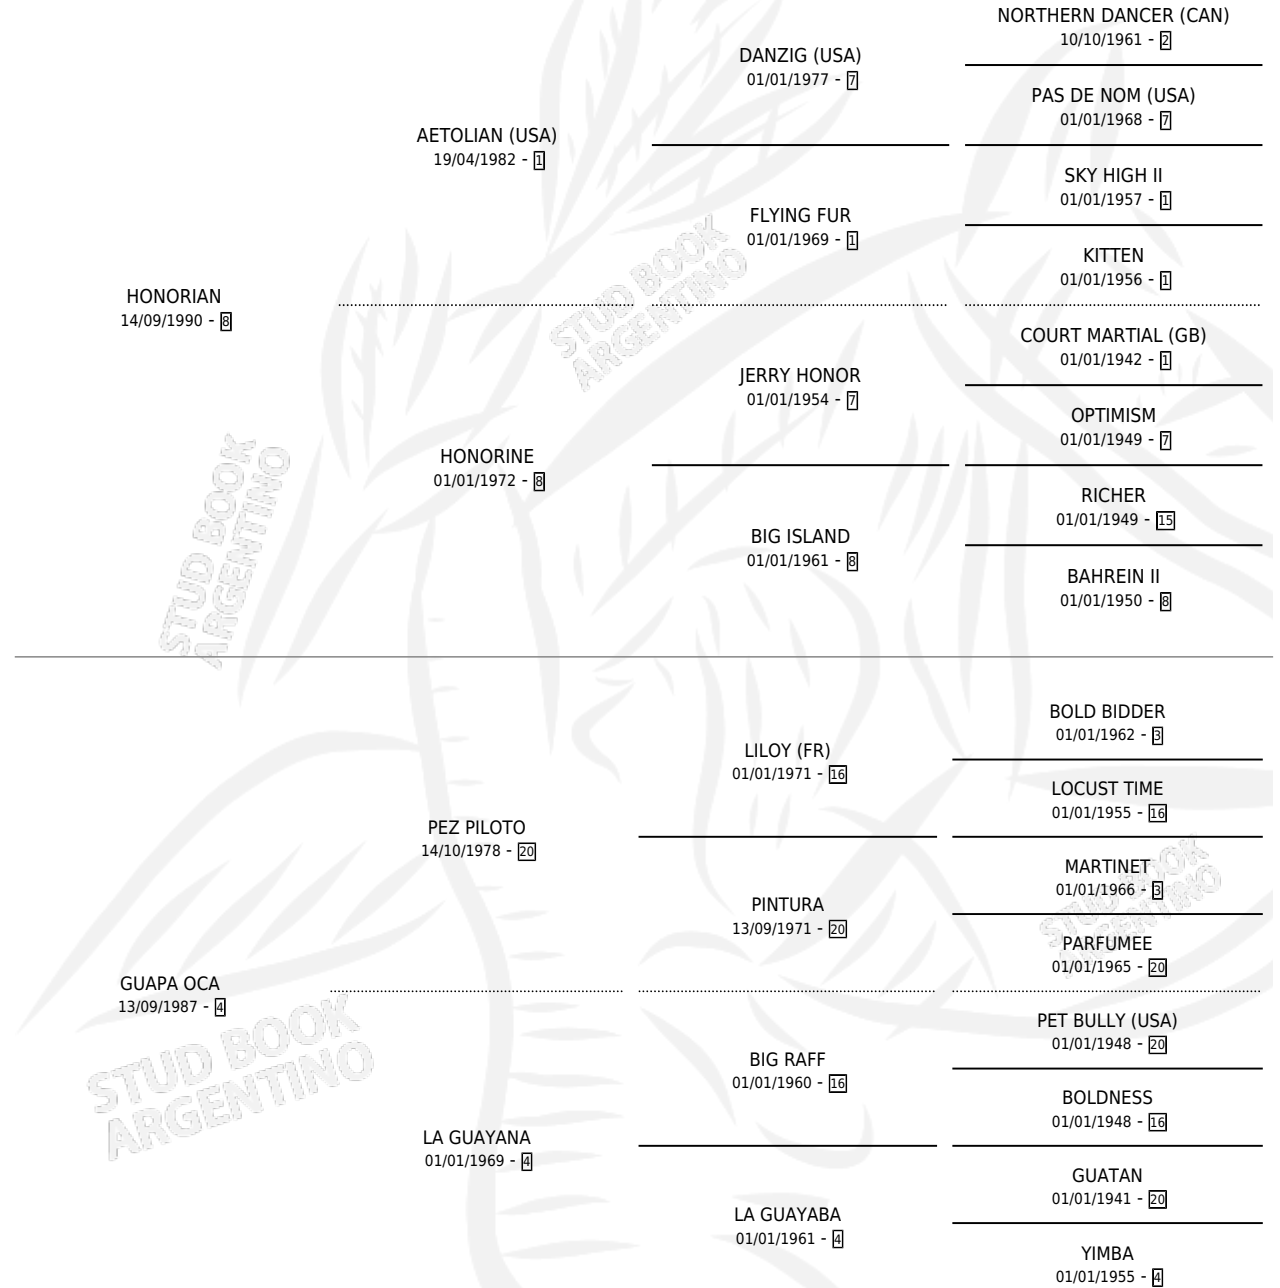 NORTHERN DANCER (CAN)
10/10/1961 - 2
DANZIG (USA)
01/01/1977 - 7
PAS DE NOM (USA)
01/01/1968 - 7
AETOLIAN (USA)
19/04/1982 - 1
SKY HIGH II
01/01/1957 - 1
FLYING FUR
01/01/1969 - 1
KITTEN
01/01/1956 - 1
HONORIAN
14/09/1990 - 8
COURT MARTIAL (GB)
01/01/1942 - 1
JERRY HONOR
01/01/1954 - 7
OPTIMISM
01/01/1949 - 7
HONORINE
01/01/1972 - 8
RICHER
01/01/1949 - 15
BIG ISLAND
01/01/1961 - 8
BAHREIN II
01/01/1950 - 8
BOLD BIDDER
01/01/1962 - 3
LILOY (FR)
01/01/1971 - 16
LOCUST TIME
01/01/1955 - 16
PEZ PILOTO
14/10/1978 - 20
MARTINET
01/01/1966 - 3
PINTURA
13/09/1971 - 20
PARFUMEE
01/01/1965 - 20
GUAPA OCA
13/09/1987 - 4
PET BULLY (USA)
01/01/1948 - 20
BIG RAFF
01/01/1960 - 16
BOLDNESS
01/01/1948 - 16
LA GUAYANA
01/01/1969 - 4
GUATAN
01/01/1941 - 20
LA GUAYABA
01/01/1961 - 4
YIMBA
01/01/1955 - 4
STUD BOOK
ARGENTINO
STUD BOOK
ARGENTINO
STUD BOOK
ARGENTINO
STUD BOOK
ARGENTINO